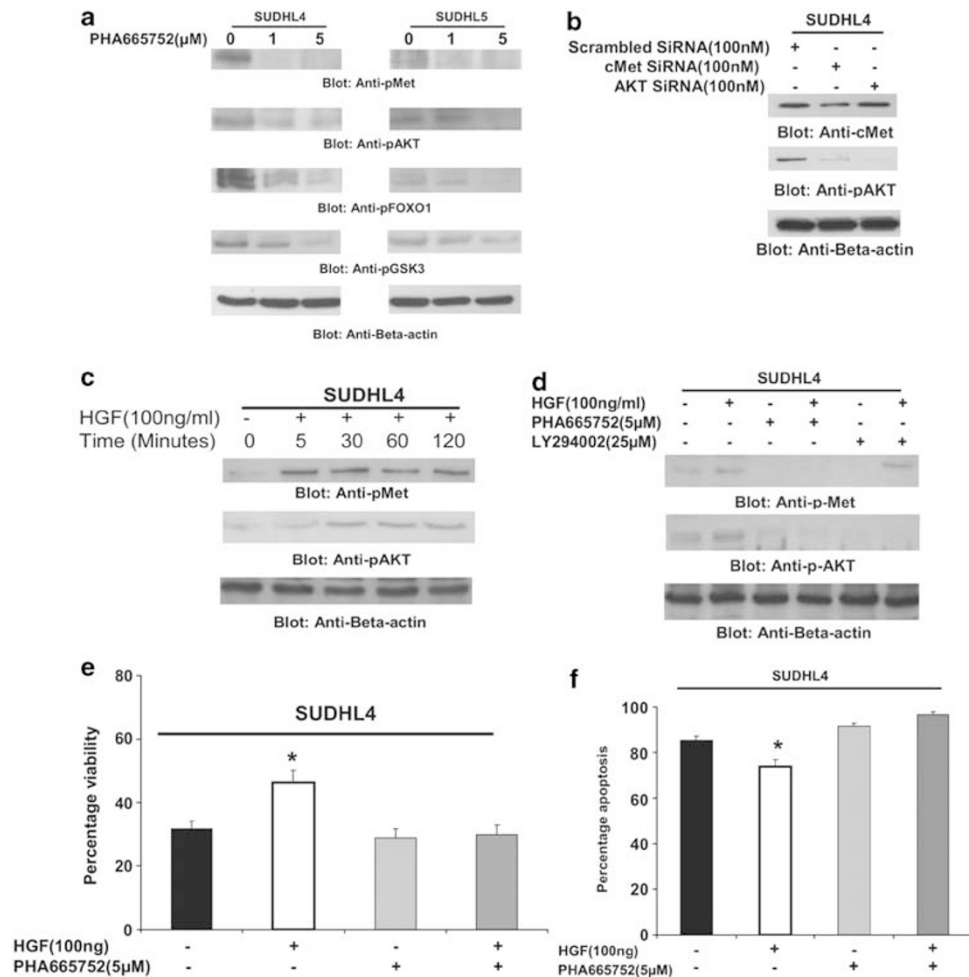 a
SUDHL4 SUDHL5
PHA665752(μM) 0 1 5 0 1 5
Blot: Anti-pMet
Blot: Anti-pAKT
Blot: Anti-pFOXO1
Blot: Anti-pGSK3
Blot: Anti-Beta-actin
b
SUDHL4
Scrambled SiRNA(100nM) + - -
cMet SiRNA(100nM) - + -
AKT SiRNA(100nM) - - +
Blot: Anti-cMet
Blot: Anti-pAKT
Blot: Anti-Beta-actin
c
SUDHL4
HGF(100ng/ml) - + + + +
Time (Minutes) 0 5 30 60 120
Blot: Anti-pMet
Blot: Anti-pAKT
Blot: Anti-Beta-actin
d
SUDHL4
HGF(100ng/ml) - + - + - +
PHA665752(5μM) - - + + - -
LY294002(25μM) - - - - + +
Blot: Anti-p-Met
Blot: Anti-p-AKT
Blot: Anti-Beta-actin
e
SUDHL4
Percentage viability
80
60
40
20
0
*
HGF(100ng) - + - +
PHA665752(5μM) - - + +
f
SUDHL4
Percentage apoptosis
100
80
60
40
20
0
*
HGF(100ng) - + - +
PHA665752(5μM) - - + +